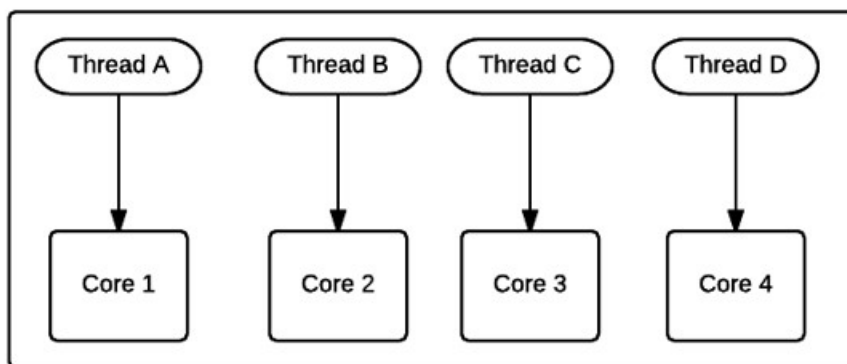 Thread A
Thread B
Thread C
Thread D
Core 1
Core 2
Core 3
Core 4